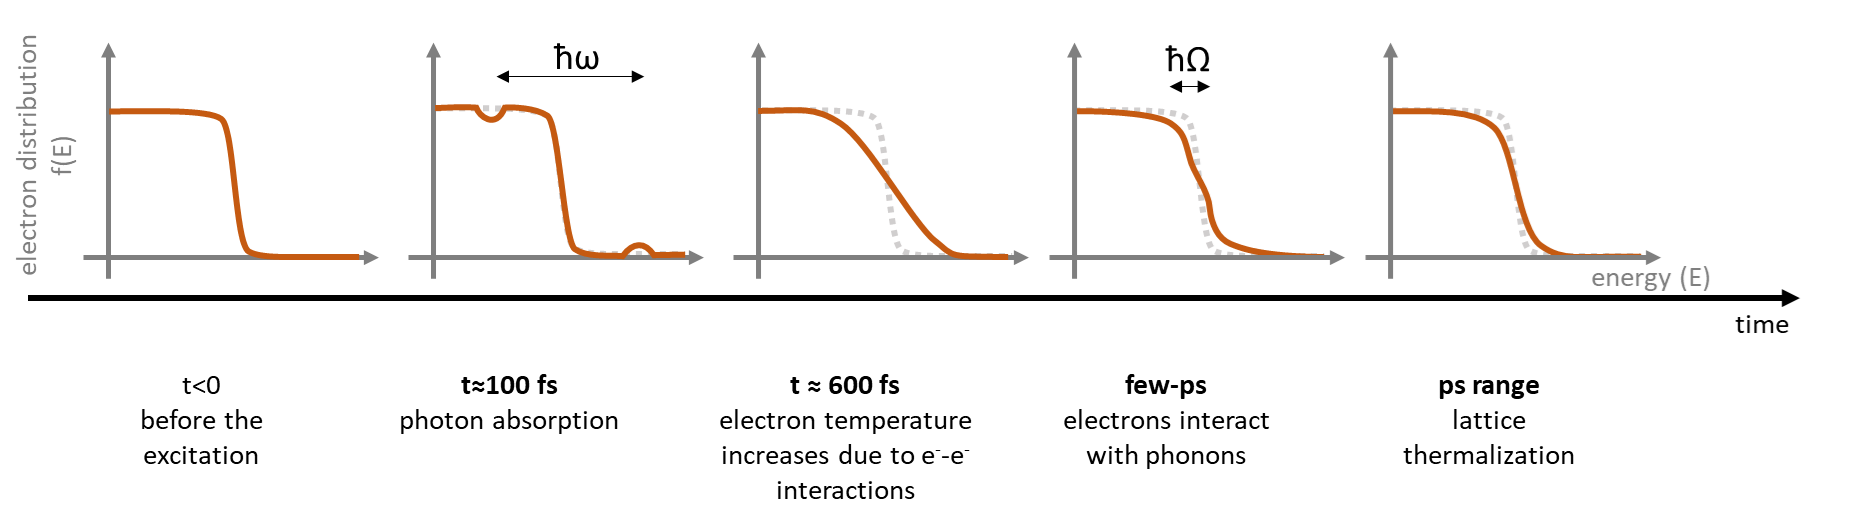 electron distribution
f(E)
ħω
ħΩ
energy (E)
time
t<0
before the
excitation
t≈100 fs
photon absorption
t ≈ 600 fs
electron temperature
increases due to e⁻-e⁻
interactions
few-ps
electrons interact
with phonons
ps range
lattice
thermalization